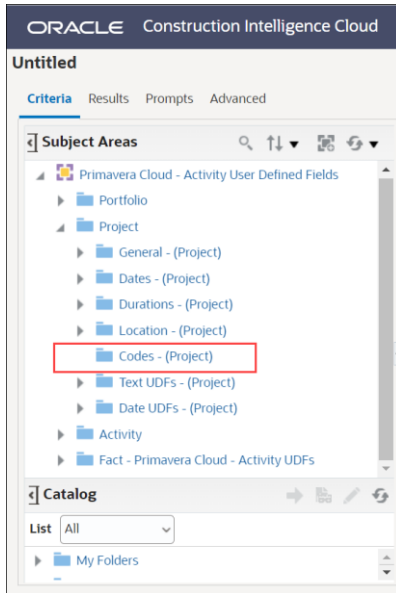 ORACLE Construction Intelligence Cloud
Untitled
Criteria Results Prompts Advanced
Subject Areas
Primavera Cloud - Activity User Defined Fields
Portfolio
Project
General - (Project)
Dates - (Project)
Durations - (Project)
Location - (Project)
Codes - (Project)
Text UDFs - (Project)
Date UDFs - (Project)
Activity
Fact - Primavera Cloud - Activity UDFs
Catalog
List All
My Folders